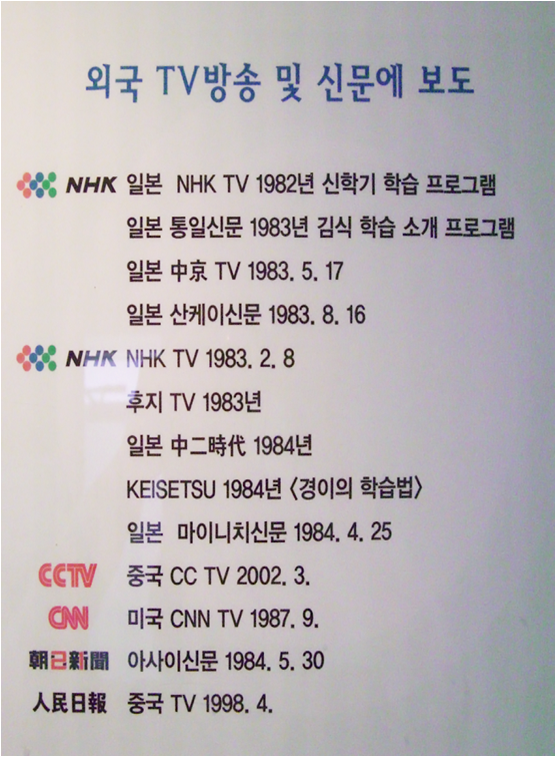 외국 TV방송 및 신문에 보도
NHK 일본 NHK TV 1982년 신학기 학습 프로그램
일본 통일신문 1983년 김식 학습 소개 프로그램
일본 中京 TV 1983. 5. 17
일본 산케이신문 1983. 8. 16
NHK NHK TV 1983. 2. 8
후지 TV 1983년
일본 中二時代 1984년
KEISETSU 1984년 〈경이의 학습법〉
일본 마이니치신문 1984. 4. 25
CCTV 중국 CC TV 2002. 3.
CNN 미국 CNN TV 1987. 9.
朝日新聞 아사이신문 1984. 5. 30
人民日報 중국 TV 1998. 4.